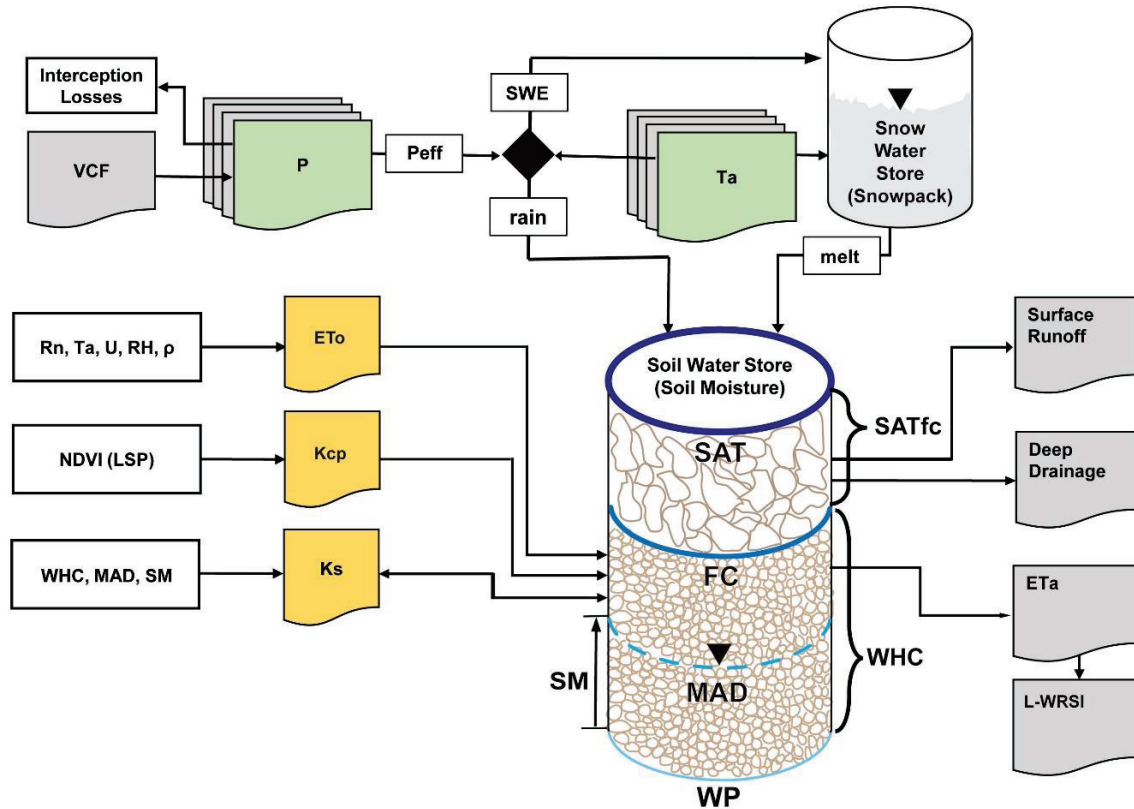 Interception
Losses
VCF
P
Peff
SWE
rain
Ta
Snow
Water
Store
(Snowpack)
melt
Rn, Ta, U, RH, ρ
ETo
NDVI (LSP)
Kcp
WHC, MAD, SM
Ks
Soil Water Store
(Soil Moisture)
SAT
SATfc
FC
SM
MAD
WHC
WP
Surface
Runoff
Deep
Drainage
ETa
L-WRSI